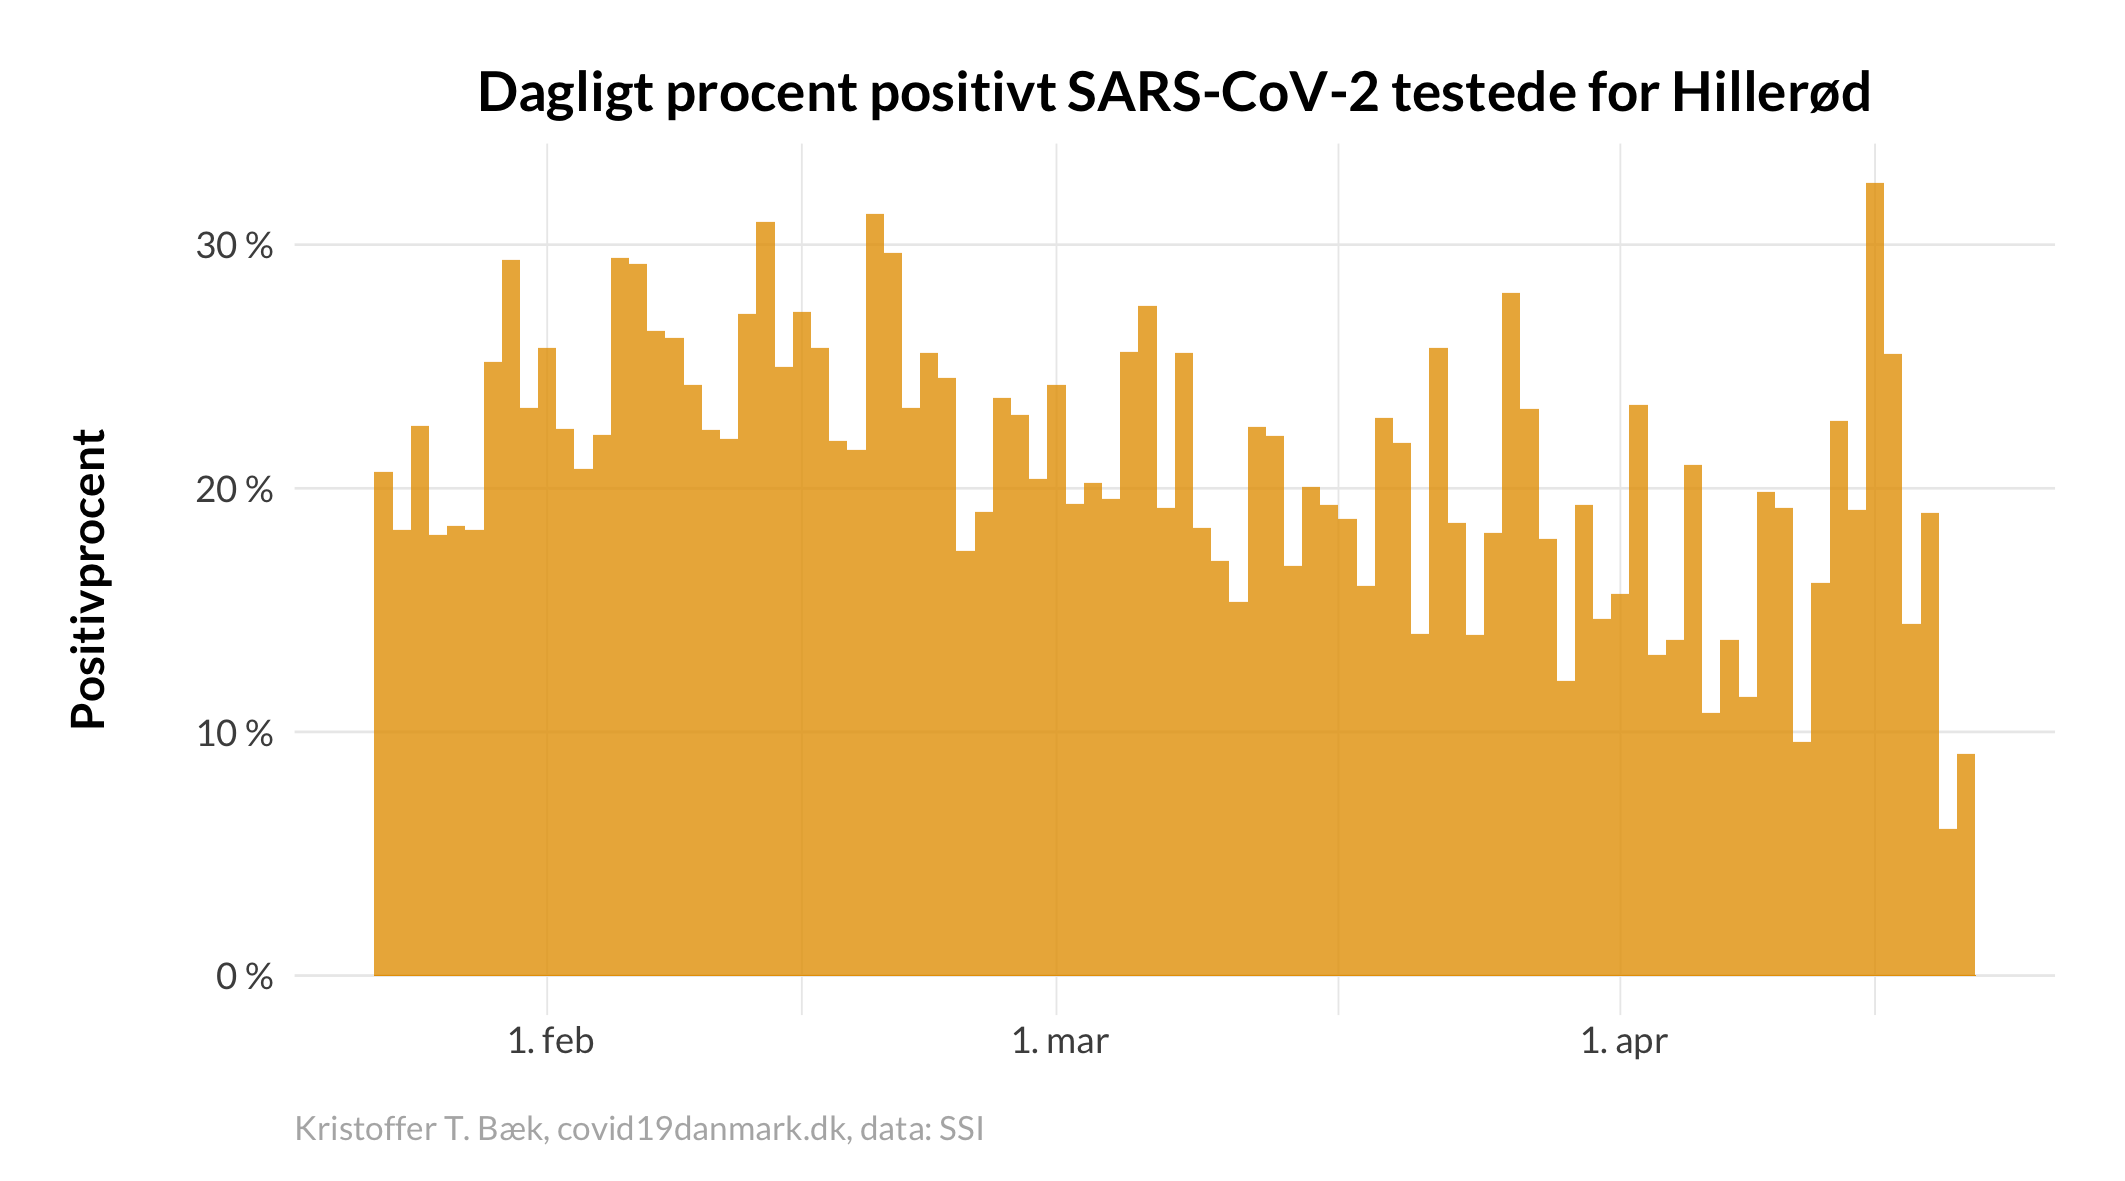 Dagligt procent positivt SARS-CoV-2 testede for Hillerød
Positivprocent
30 %
20 %
10 %
0 %
1. feb
1. mar
1. apr
Kristoffer T. Bæk, covid19danmark.dk, data: SSI